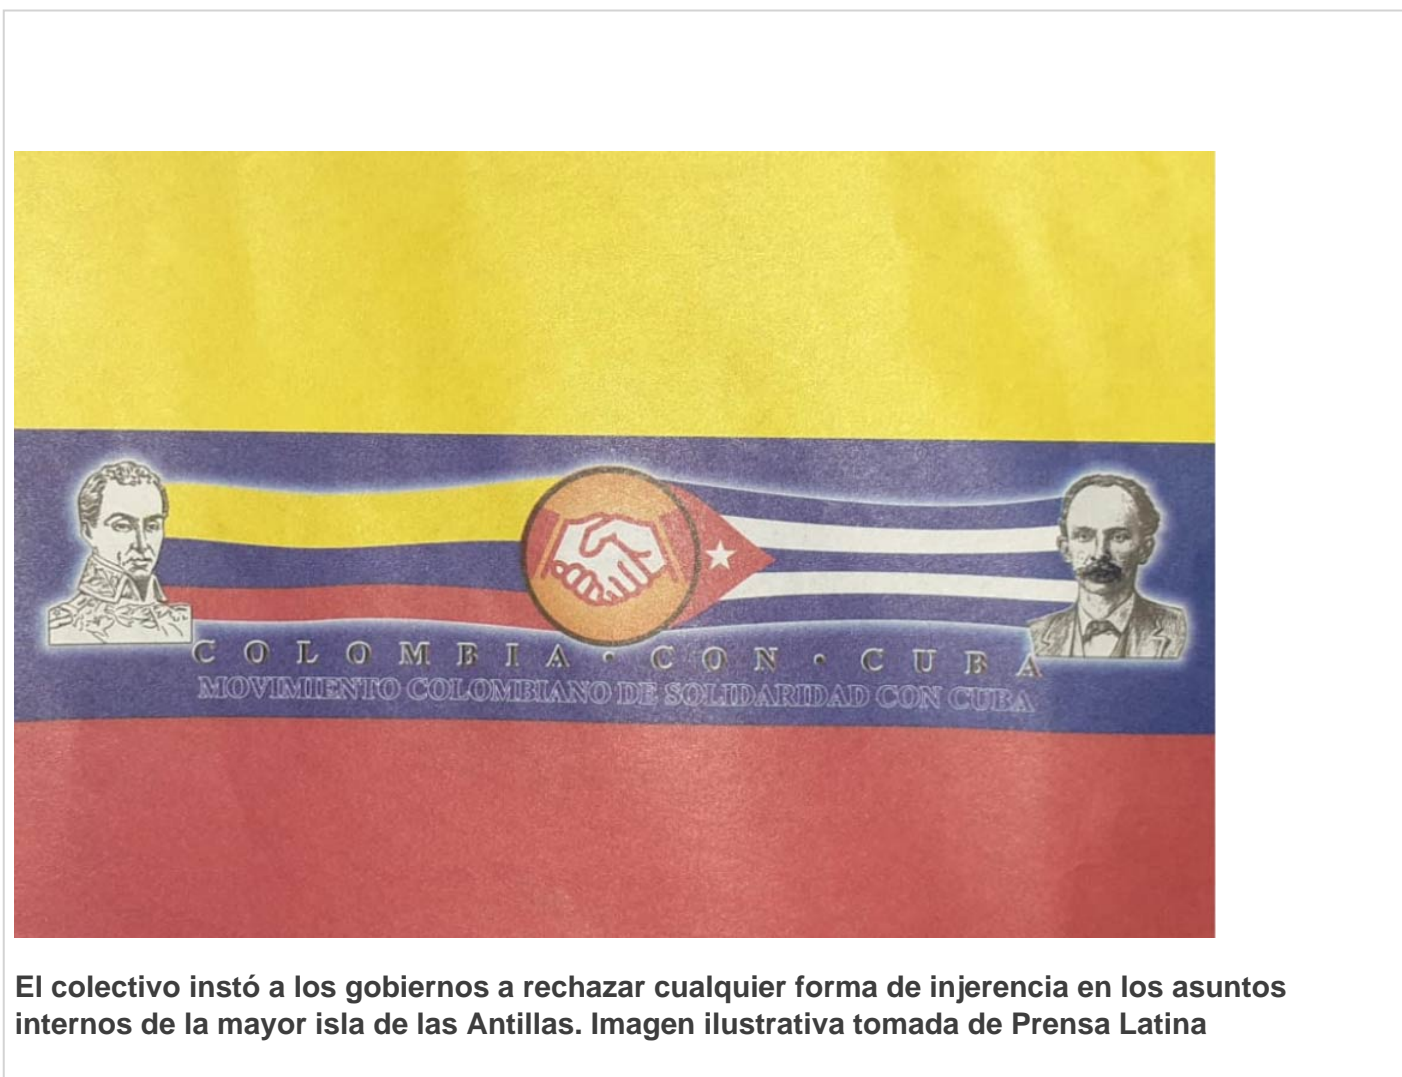 COLOMBIA • CON • CUBA
MOVIMIENTO COLOMBIANO DE SOLIDARIDAD CON CUBA
El colectivo instó a los gobiernos a rechazar cualquier forma de injerencia en los asuntos
internos de la mayor isla de las Antillas. Imagen ilustrativa tomada de Prensa Latina